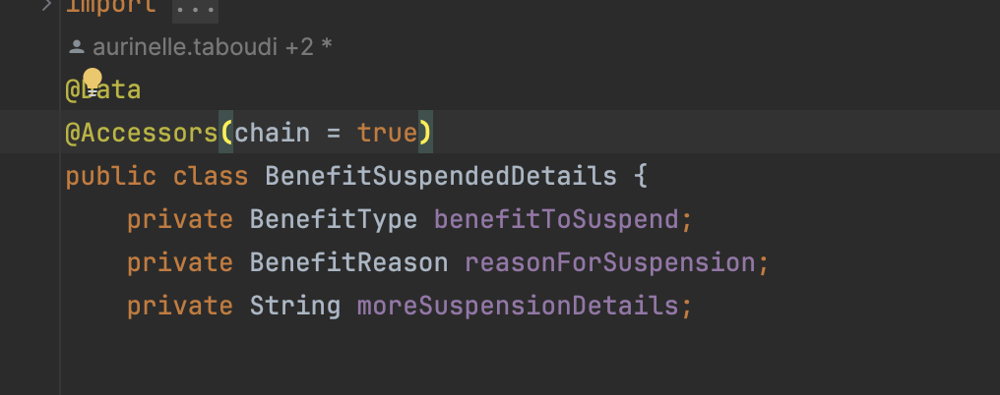 import ...
aurinelle.taboudi +2 *
@Data
@Accessors(chain = true)
public class BenefitSuspendedDetails {
private BenefitType benefitToSuspend;
private BenefitReason reasonForSuspension;
private String moreSuspensionDetails;